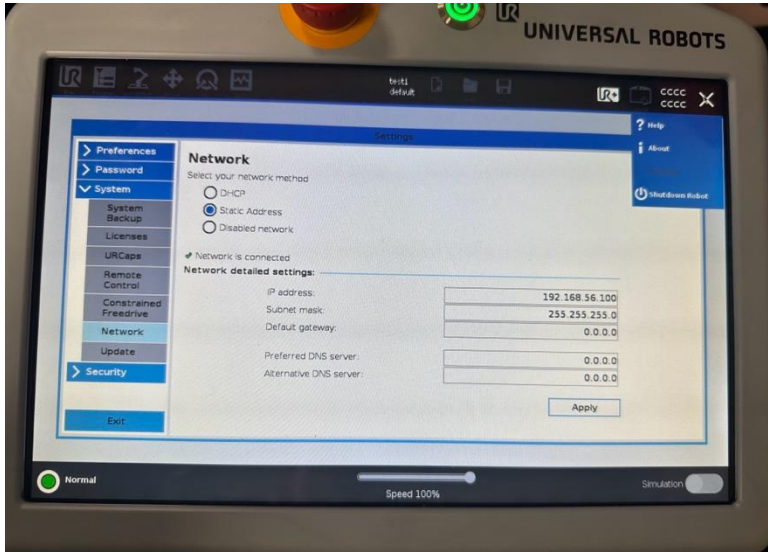 UR UNIVERSAL ROBOTS
test1
default
UR+
cccc
cccc
? Help
i About
Shutdown Robot
Settings
Preferences
Password
System
System
Backup
Licenses
URCaps
Remote
Control
Constrained
Freedrive
Network
Update
Security
Exit
Network
Select your network method
DHCP
Static Address
Disabled network
Network is connected
Network detailed settings:
IP address: 192.168.56.100
Subnet mask: 255.255.255.0
Default gateway: 0.0.0.0
Preferred DNS server: 0.0.0.0
Alternative DNS server: 0.0.0.0
Apply
Normal
Speed 100%
Simulation